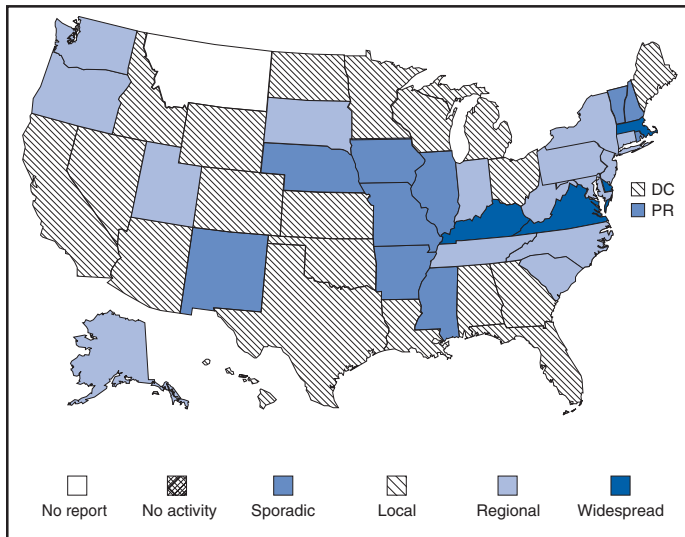 DC
PR
No report
No activity
Sporadic
Local
Regional
Widespread